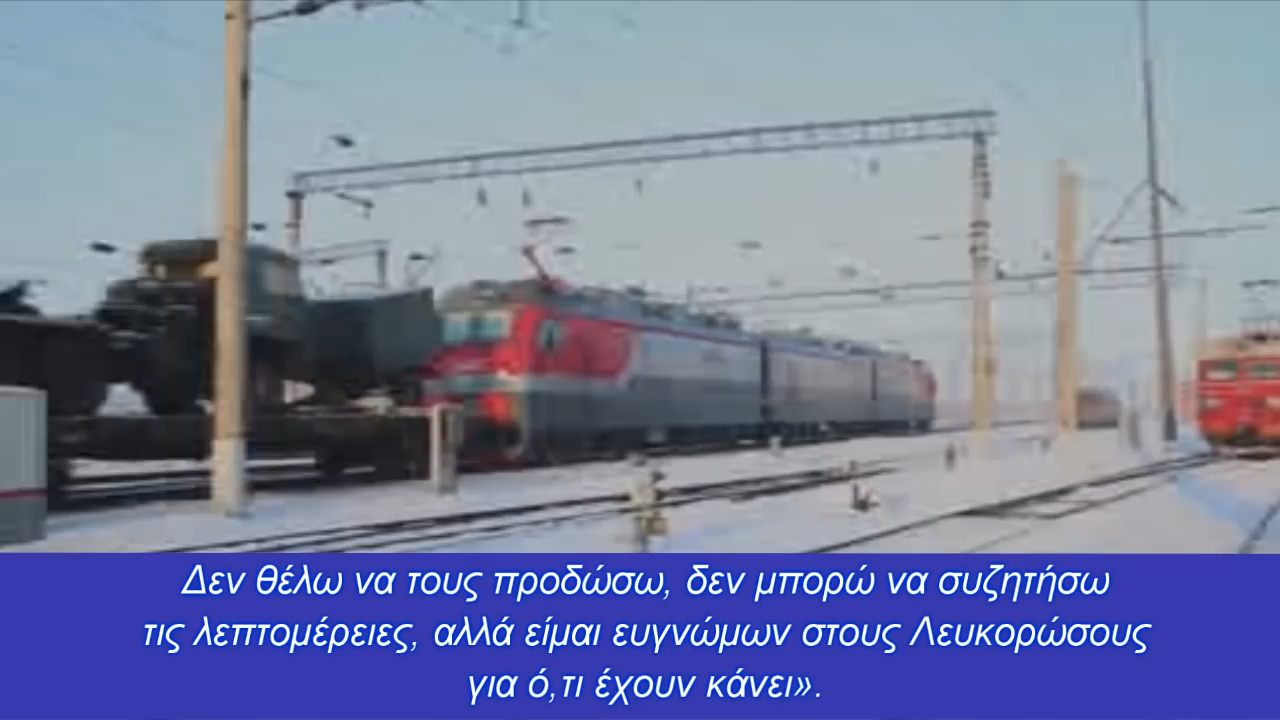 Δεν θέλω να τους προδώσω, δεν μπορώ να συζητήσω
τις λεπτομέρειες, αλλά είμαι ευγνώμων στους Λευκορώσους
για ό,τι έχουν κάνει».